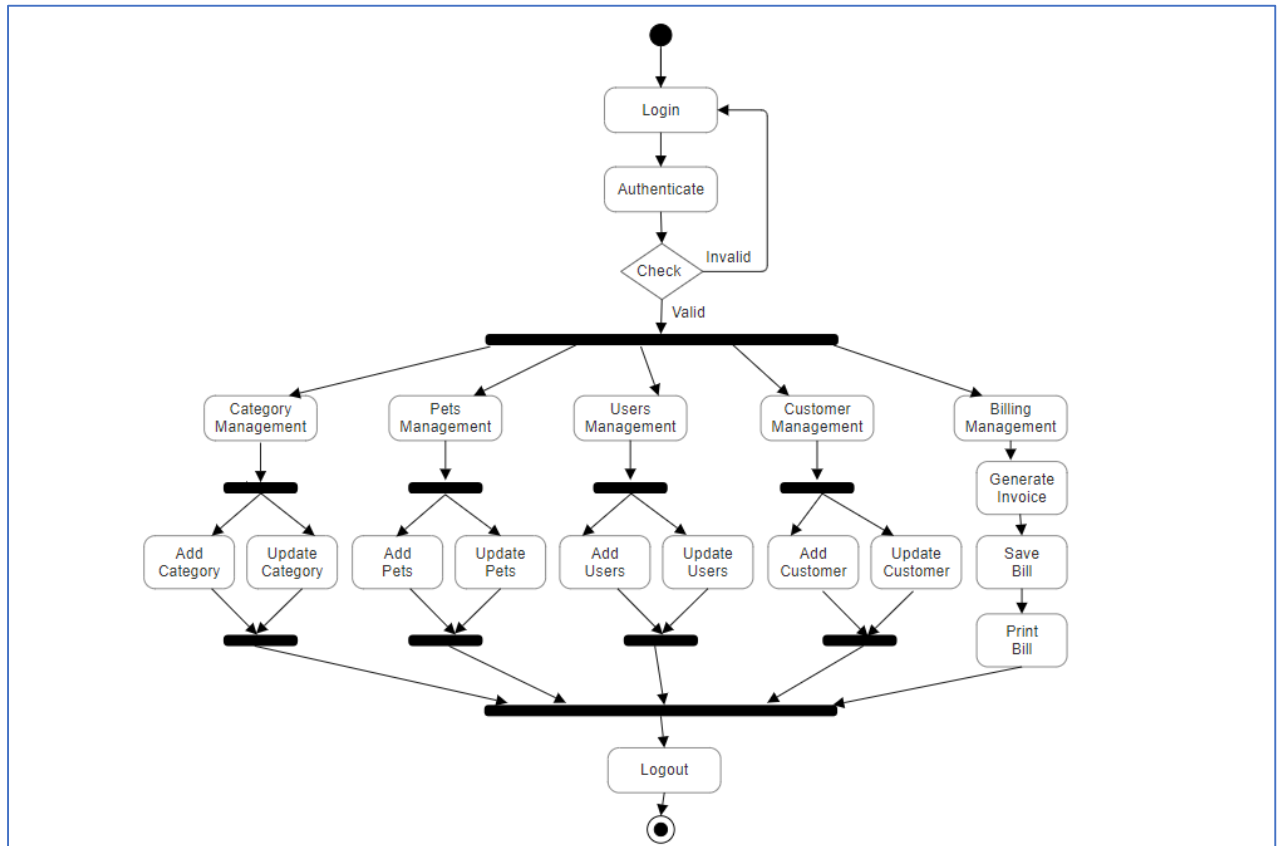 Login
Authenticate
Check
Invalid
Valid
Category
Management
Pets
Management
Users
Management
Customer
Management
Billing
Management
Generate
Invoice
Add
Category
Update
Category
Add
Pets
Update
Pets
Add
Users
Update
Users
Add
Customer
Update
Customer
Save
Bill
Print
Bill
Logout